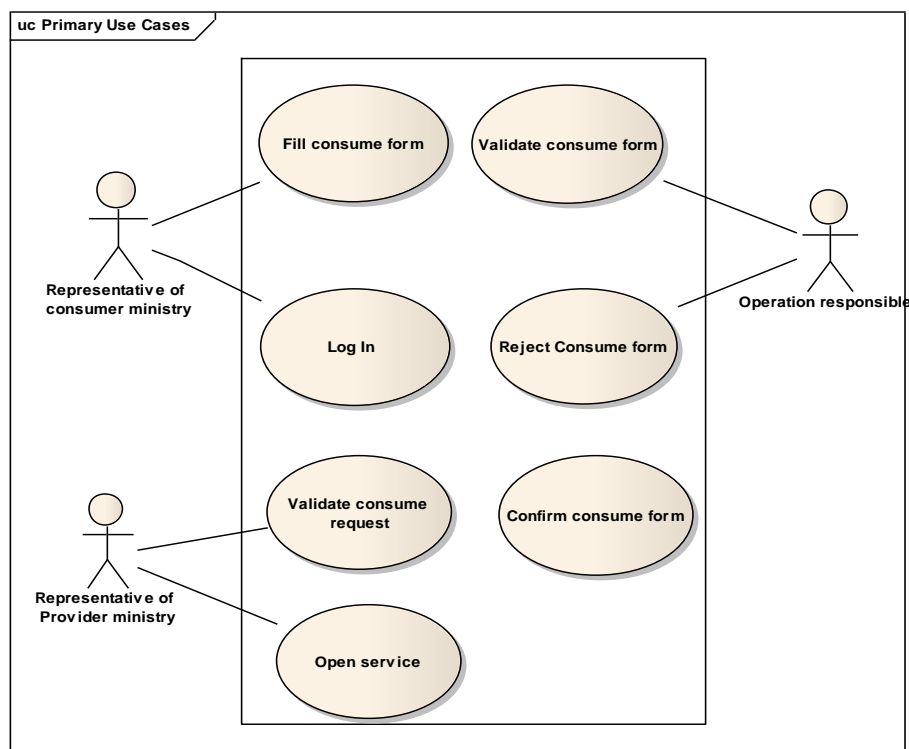 uc Primary Use Cases
Fill consume form
Validate consume form
Representative of
consumer ministry
Operation responsible
Log In
Reject Consume form
Validate consume
request
Confirm consume form
Representative of
Provider ministry
Open service